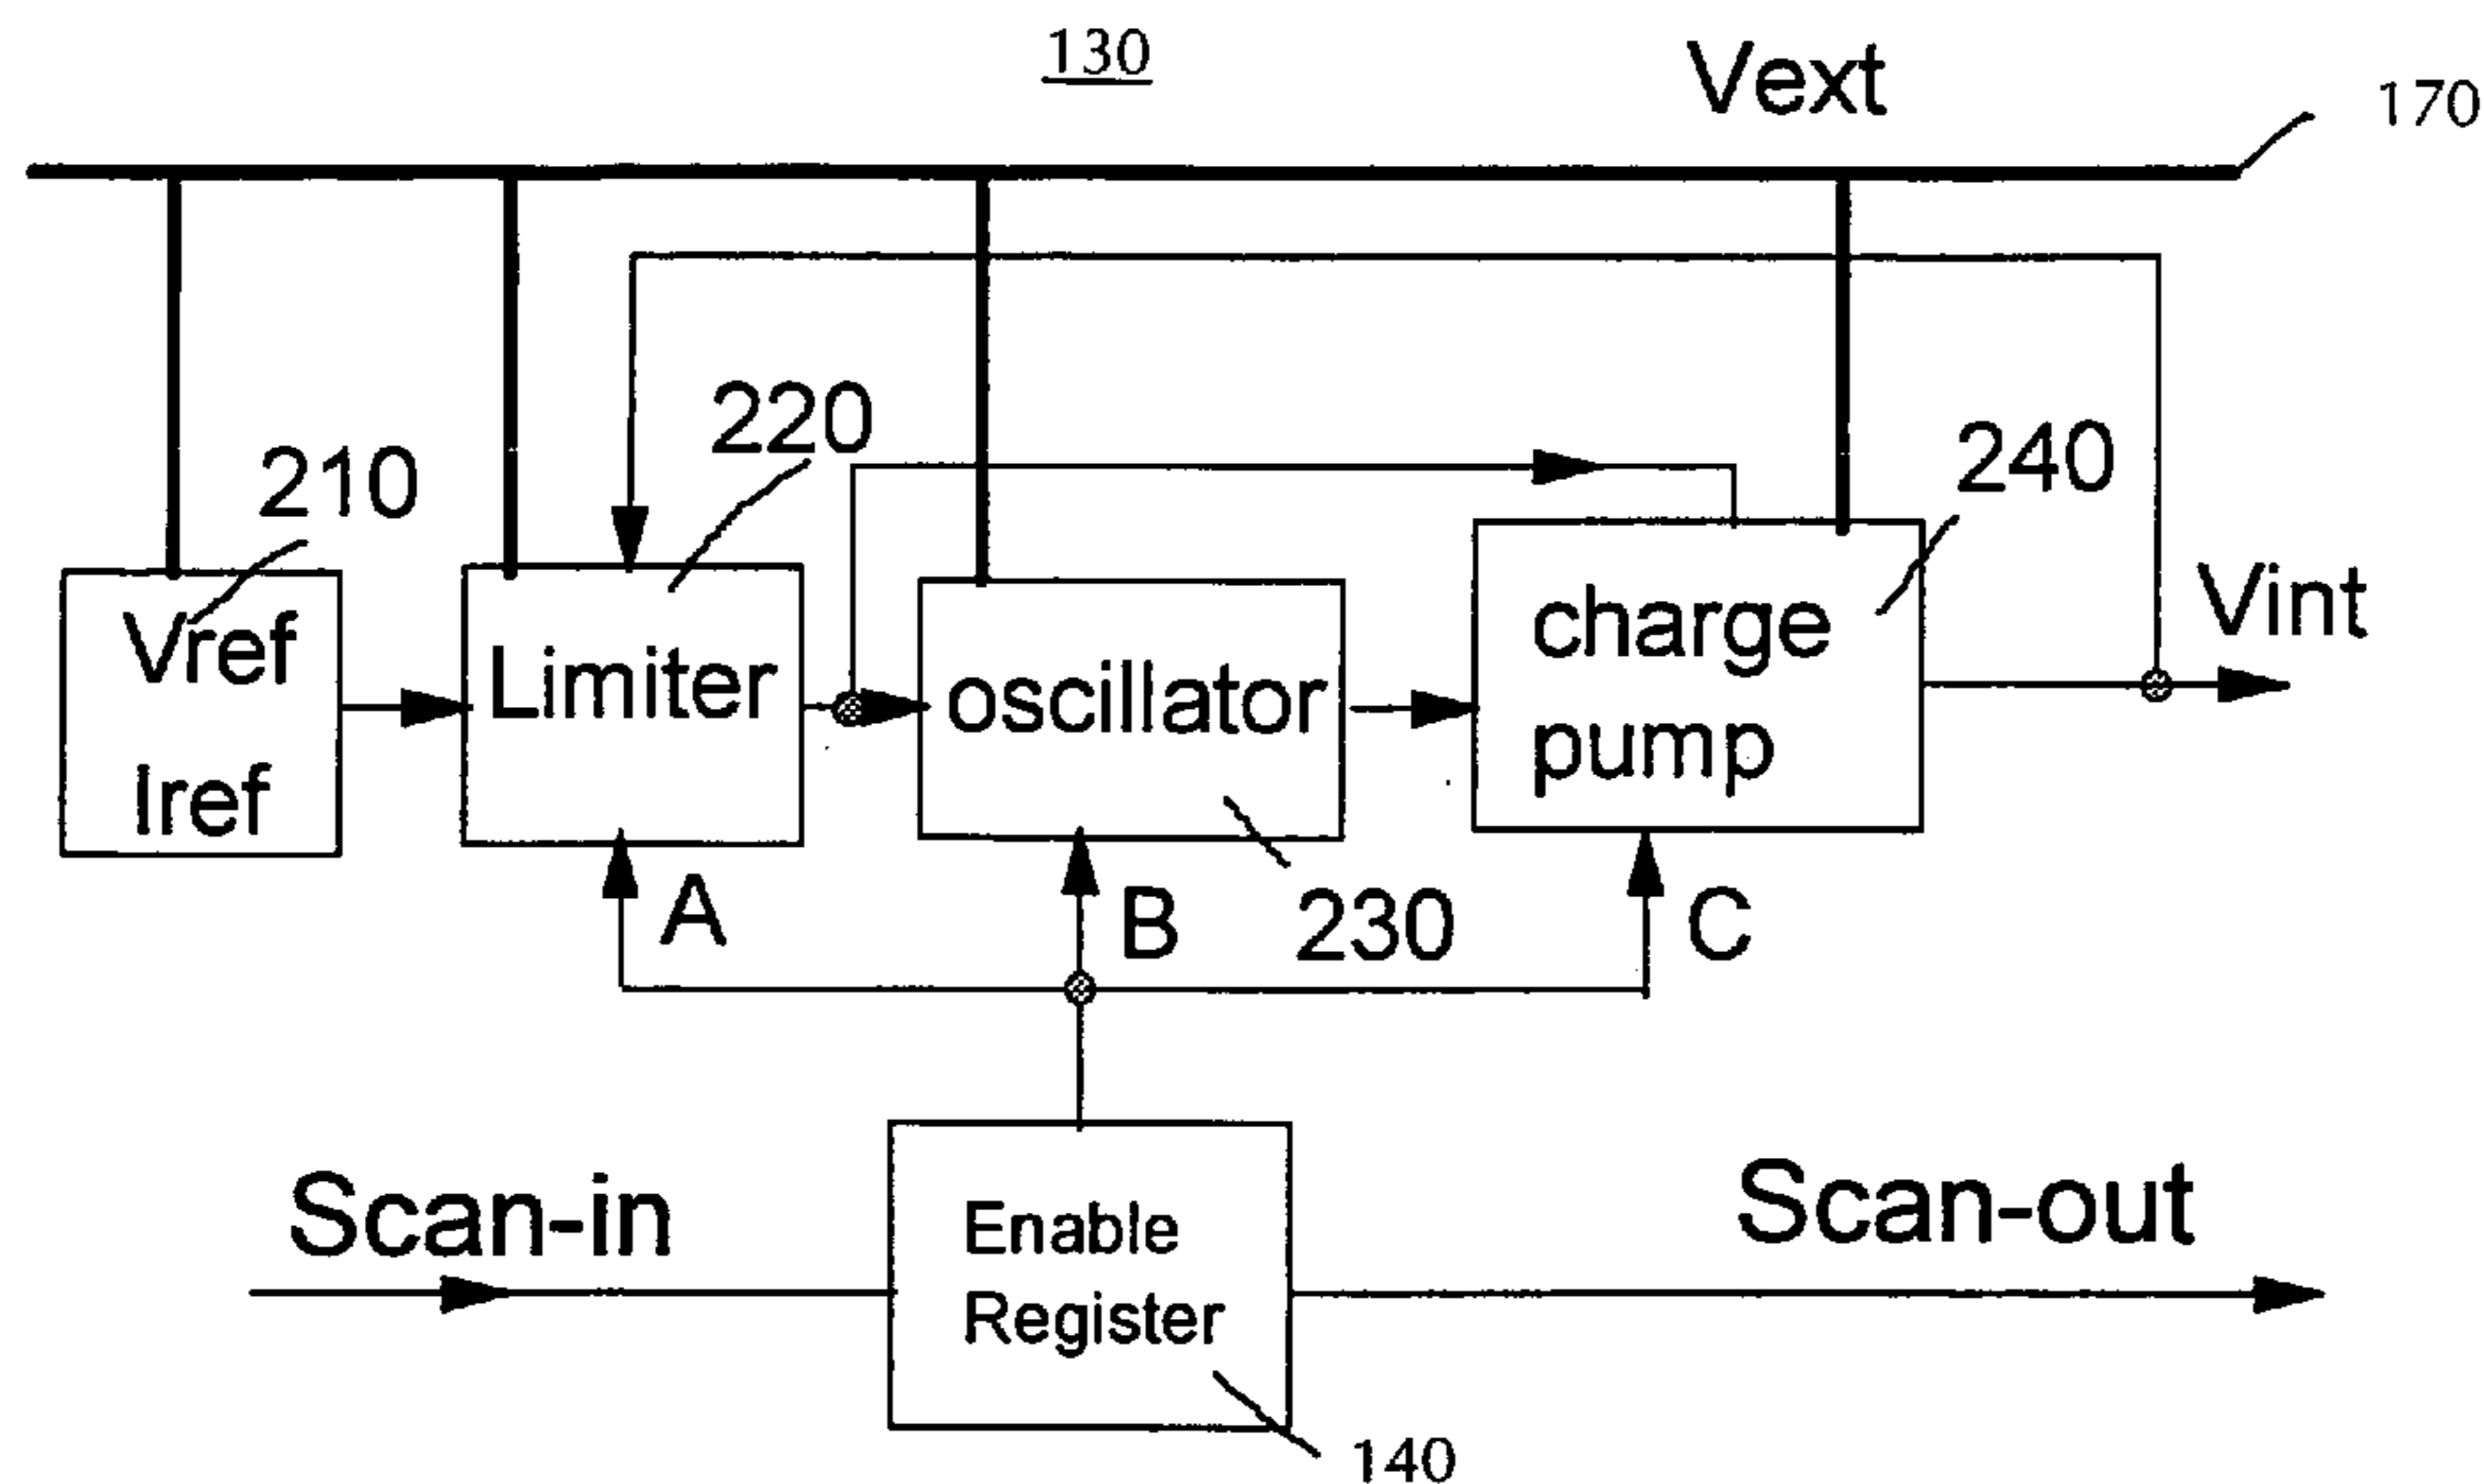 130
Vext
170
220
210
240
Vref
Iref
Limiter
oscillator
charge
pump
Vint
A
B
230
C
Scan-in
Enable
Register
Scan-out
140